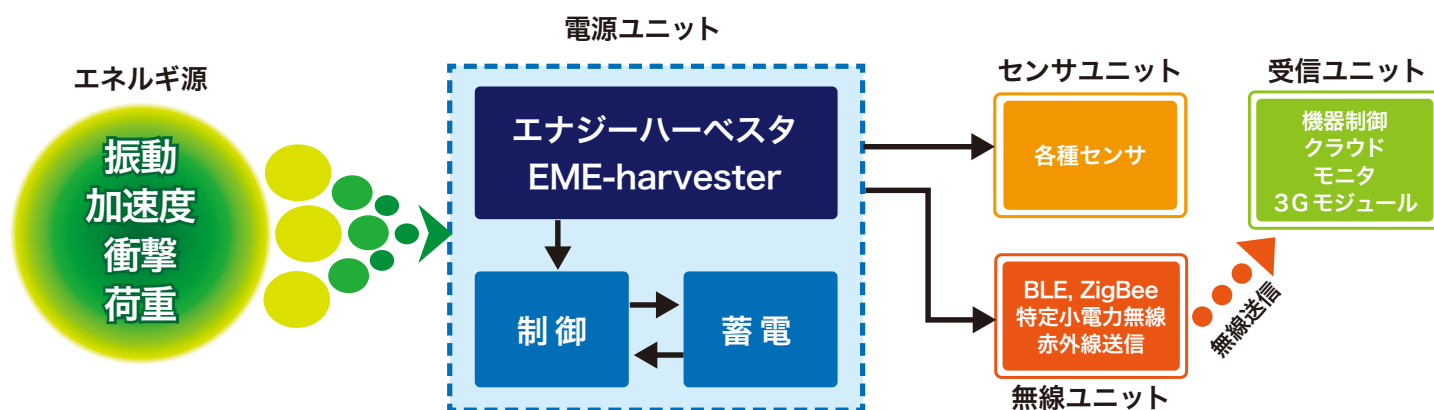 電源ユニット
エネルギ源
振動
加速度
衝撃
荷重
エナジーハーベスタ
EME-harvester
制御
蓄電
センサユニット
各種センサ
受信ユニット
機器制御
クラウド
モニタ
3Gモジュール
BLE, ZigBee
特定小電力無線
赤外線送信
無線ユニット
無線送信